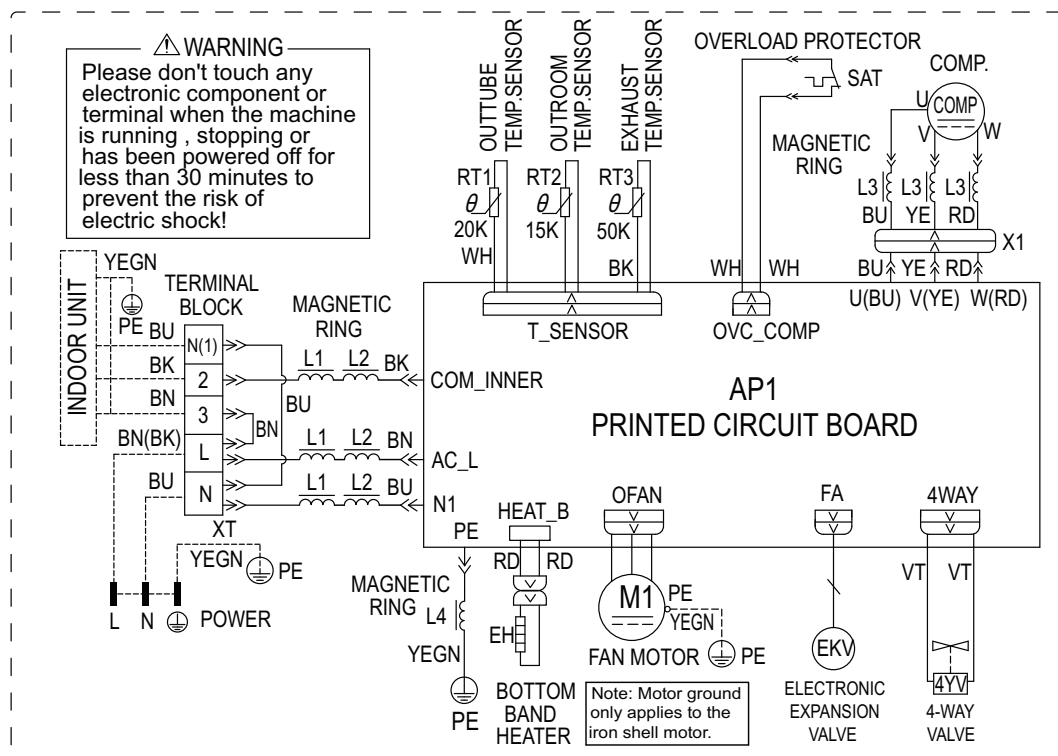 ⚠ WARNING
Please don't touch any
electronic component or
terminal when the machine
is running , stopping or
has been powered off for
less than 30 minutes to
prevent the risk of
electric shock!
OUTTUBE
TEMP.SENSOR
OUTROOM
TEMP.SENSOR
EXHAUST
TEMP.SENSOR
RT1
θ
20K
RT2
θ
15K
RT3
θ
50K
WH
BK
OVERLOAD PROTECTOR
SAT
WH
WH
COMP.
COMP
U
V
W
MAGNETIC
RING
L3
L3
L3
BU
YE
RD
X1
BU
YE
RD
U(BU)
V(YE)
W(RD)
T_SENSOR
OVC_COMP
INDOOR UNIT
YEGN
PE
BU
BK
BN
BN(BK)
BU
TERMINAL
BLOCK
N(1)
2
3
L
N
XT
BU
BN
MAGNETIC
RING
L1
L2
BK
COM_INNER
L1
L2
BN
AC_L
L1
L2
BU
N1
AP1
PRINTED CIRCUIT BOARD
YEGN
PE
L
N
POWER
PE
MAGNETIC
RING
L4
YEGN
PE
HEAT_B
RD
RD
EH
BOTTOM
BAND
HEATER
OFAN
M1
PE
YEGN
PE
FAN MOTOR
Note: Motor ground
only applies to the
iron shell motor.
FA
EKV
ELECTRONIC
EXPANSION
VALVE
4WAY
VT
VT
4YV
4-WAY
VALVE